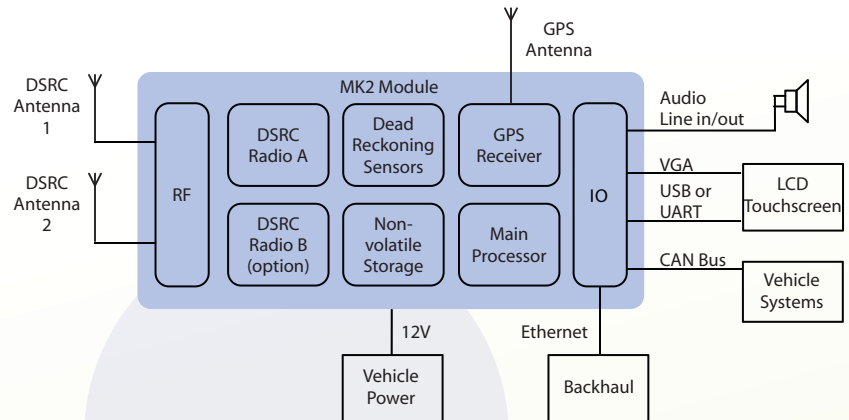 GPS
Antenna
DSRC
Antenna
1
DSRC
Antenna
2
MK2 Module
RF
DSRC
Radio A
Dead
Reckoning
Sensors
GPS
Receiver
DSRC
Radio B
(option)
Non-
volatile
Storage
Main
Processor
IO
Audio
Line in/out
VGA
USB or
UART
LCD
Touchscreen
CAN Bus
Vehicle
Systems
12V
Vehicle
Power
Ethernet
Backhaul